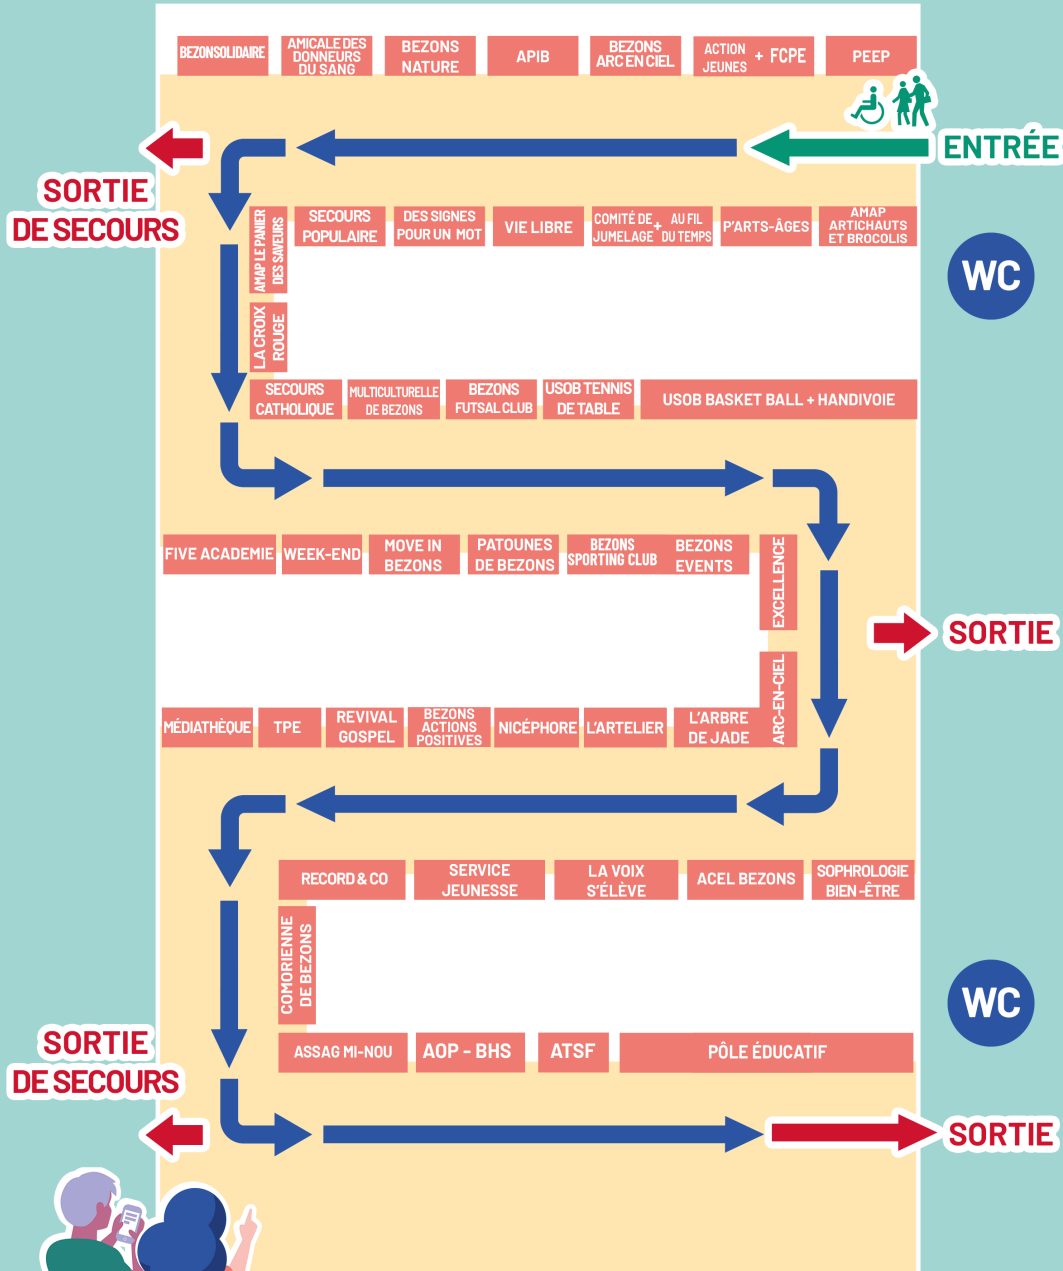 BEZONSOLIDAIRE
AMICALE DES
DONNEURS
DU SANG
BEZONS
NATURE
APIB
BEZONS
ARC EN CIEL
ACTION
JEUNES
+ FCPE
PEEP
ENTRÉE
SORTIE
DE SECOURS
AMAP LE PANIER
DES SAVEURS
SECOURS
POPULAIRE
DES SIGNES
POUR UN MOT
VIE LIBRE
COMITÉ DE
JUMELAGE
+
AU FIL
DU TEMPS
P'ARTS-ÂGES
AMAP
ARTICHAUTS
ET BROCOLIS
WC
LA CROIX
ROUGE
SECOURS
CATHOLIQUE
MULTICULTURELLE
DE BEZONS
BEZONS
FUTSAL CLUB
USOB TENNIS
DE TABLE
USOB BASKET BALL + HANDIVOIE
FIVE ACADEMIE
WEEK-END
MOVE IN
BEZONS
PATOUNES
DE BEZONS
BEZONS
SPORTING CLUB
BEZONS
EVENTS
EXCELLENCE
SORTIE
ARC-EN-CIEL
MÉDIATHÈQUE
TPE
REVIVAL
GOSPEL
BEZONS
ACTIONS
POSITIVES
NICÉPHORE
L'ARTELIER
L'ARBRE
DE JADE
RECORD & CO
SERVICE
JEUNESSE
LA VOIX
S'ÉLÈVE
ACEL BEZONS
SOPHROLOGIE
BIEN -ÊTRE
COMORIENNE
DE BEZONS
WC
ASSAG MI-NOU
AOP - BHS
ATSF
PÔLE ÉDUCATIF
SORTIE
DE SECOURS
SORTIE